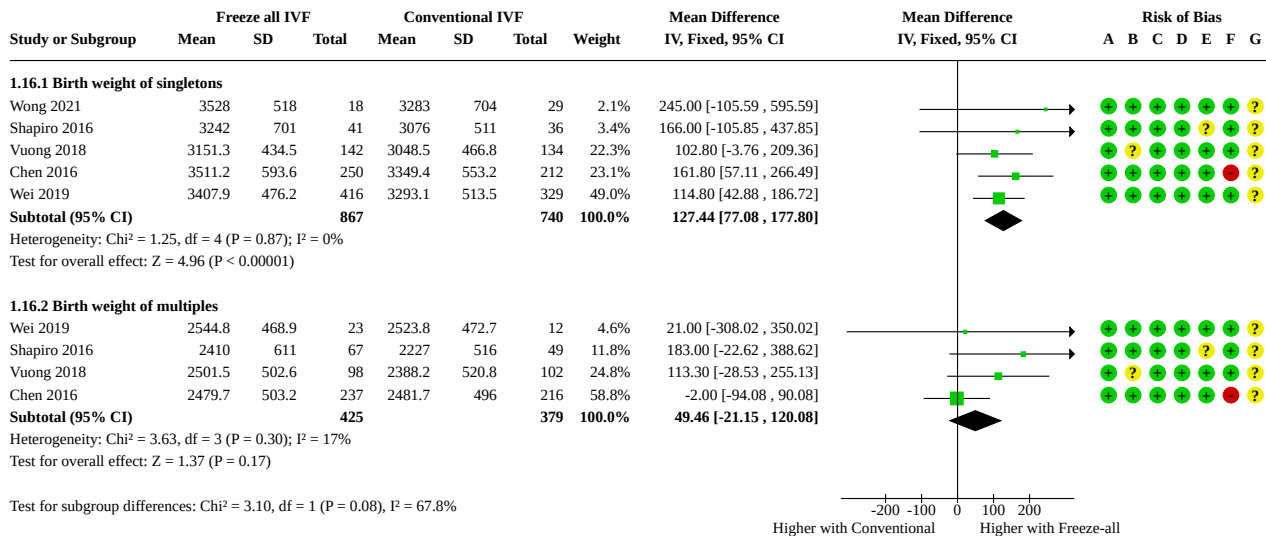 Freeze all IVF Conventional IVF Mean Difference Mean Difference Risk of Bias
Study or Subgroup Mean SD Total Mean SD Total Weight IV, Fixed, 95% CI IV, Fixed, 95% CI A B C D E F G
1.16.1 Birth weight of singletons
Wong 2021 3528 518 18 3283 704 29 2.1% 245.00 [-105.59 , 595.59] + + + + + + ?
Shapiro 2016 3242 701 41 3076 511 36 3.4% 166.00 [-105.85 , 437.85] + + + + ? + ?
Vuong 2018 3151.3 434.5 142 3048.5 466.8 134 22.3% 102.80 [-3.76 , 209.36] + ? + + + + ?
Chen 2016 3511.2 593.6 250 3349.4 553.2 212 23.1% 161.80 [57.11 , 266.49] + + + + + - ?
Wei 2019 3407.9 476.2 416 3293.1 513.5 329 49.0% 114.80 [42.88 , 186.72] + + + + + + ?
Subtotal (95% CI) 867 740 100.0% 127.44 [77.08 , 177.80]
Heterogeneity: Chi² = 1.25, df = 4 (P = 0.87); I² = 0%
Test for overall effect: Z = 4.96 (P < 0.00001)
1.16.2 Birth weight of multiples
Wei 2019 2544.8 468.9 23 2523.8 472.7 12 4.6% 21.00 [-308.02 , 350.02] + + + + + + ?
Shapiro 2016 2410 611 67 2227 516 49 11.8% 183.00 [-22.62 , 388.62] + + + + ? + ?
Vuong 2018 2501.5 502.6 98 2388.2 520.8 102 24.8% 113.30 [-28.53 , 255.13] + ? + + + + ?
Chen 2016 2479.7 503.2 237 2481.7 496 216 58.8% -2.00 [-94.08 , 90.08] + + + + + - ?
Subtotal (95% CI) 425 379 100.0% 49.46 [-21.15 , 120.08]
Heterogeneity: Chi² = 3.63, df = 3 (P = 0.30); I² = 17%
Test for overall effect: Z = 1.37 (P = 0.17)
Test for subgroup differences: Chi² = 3.10, df = 1 (P = 0.08), I² = 67.8%
-200 -100 0 100 200
Higher with Conventional Higher with Freeze-all